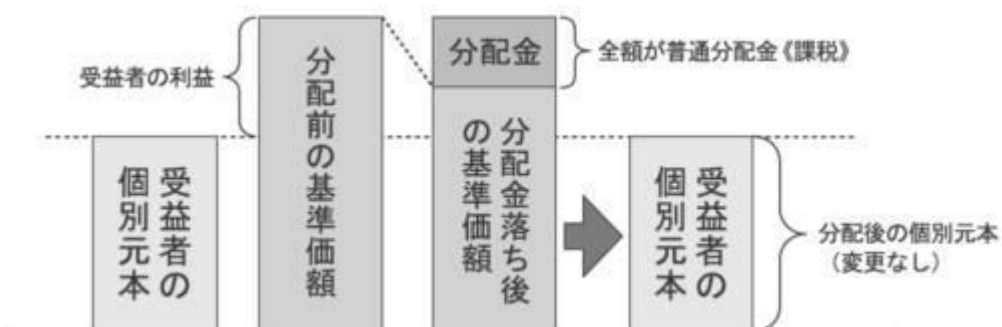 受益者の利益
受益者の
個別元本
分配前の基準価額
分配金
全額が普通分配金《課税》
分配金落ち後
の基準価額
受益者の
個別元本
分配後の個別元本
（変更なし）